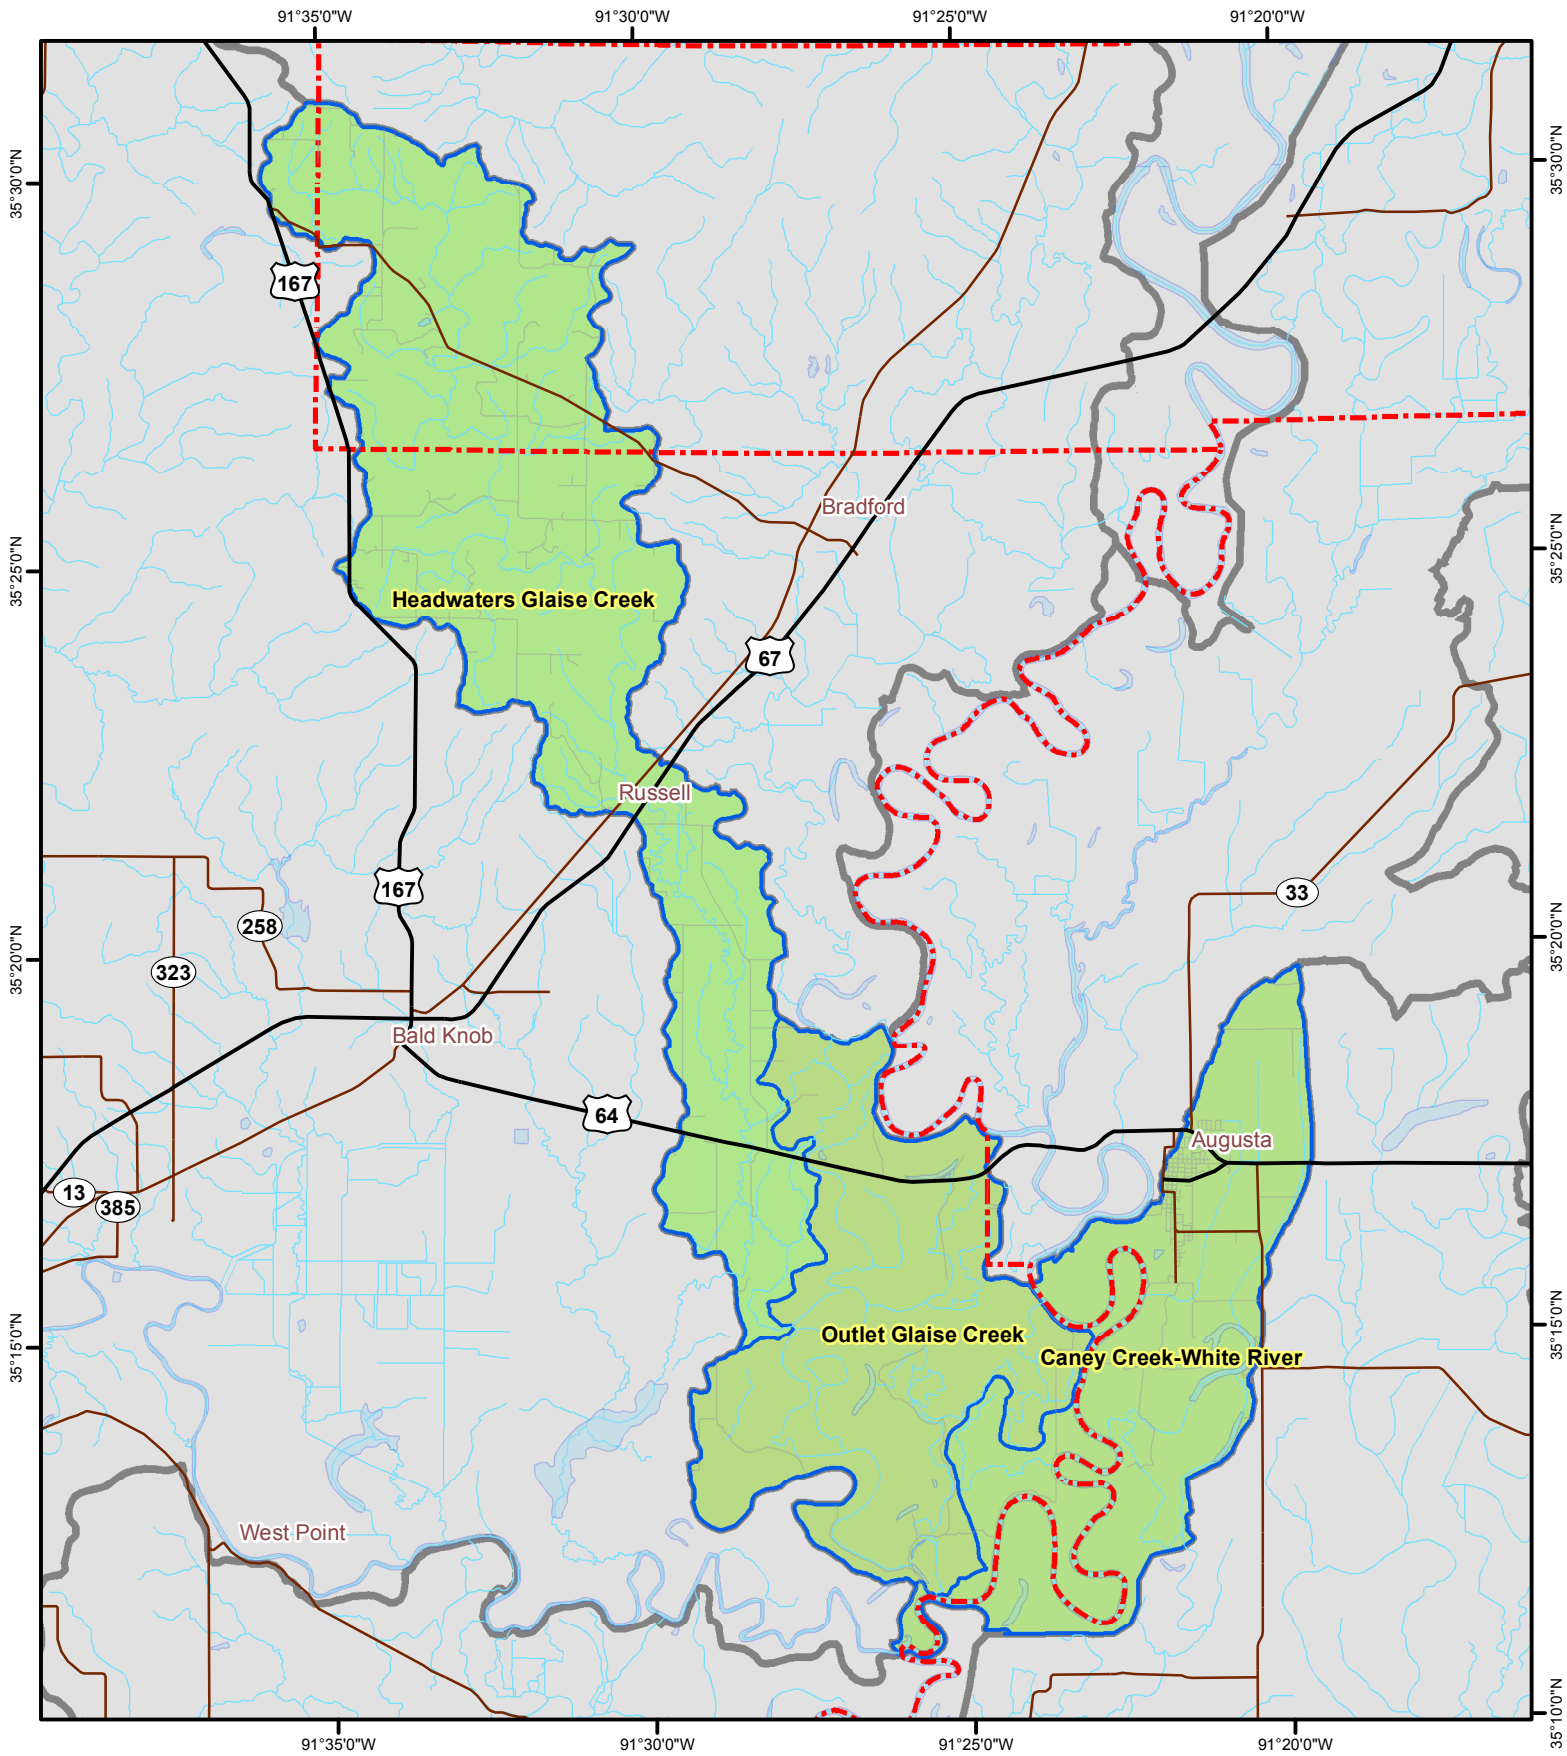 91°35'0"W
91°30'0"W
91°25'0"W
91°20'0"W
35°30'0"N
35°30'0"N
167
Bradford
35°25'0"N
35°25'0"N
Headwaters Glaise Creek
67
Russell
167
33
258
35°20'0"N
35°20'0"N
323
Bald Knob
64
Augusta
13
385
35°15'0"N
35°15'0"N
Outlet Glaise Creek
Caney Creek-White River
West Point
35°10'0"N
91°35'0"W
91°30'0"W
91°25'0"W
91°20'0"W